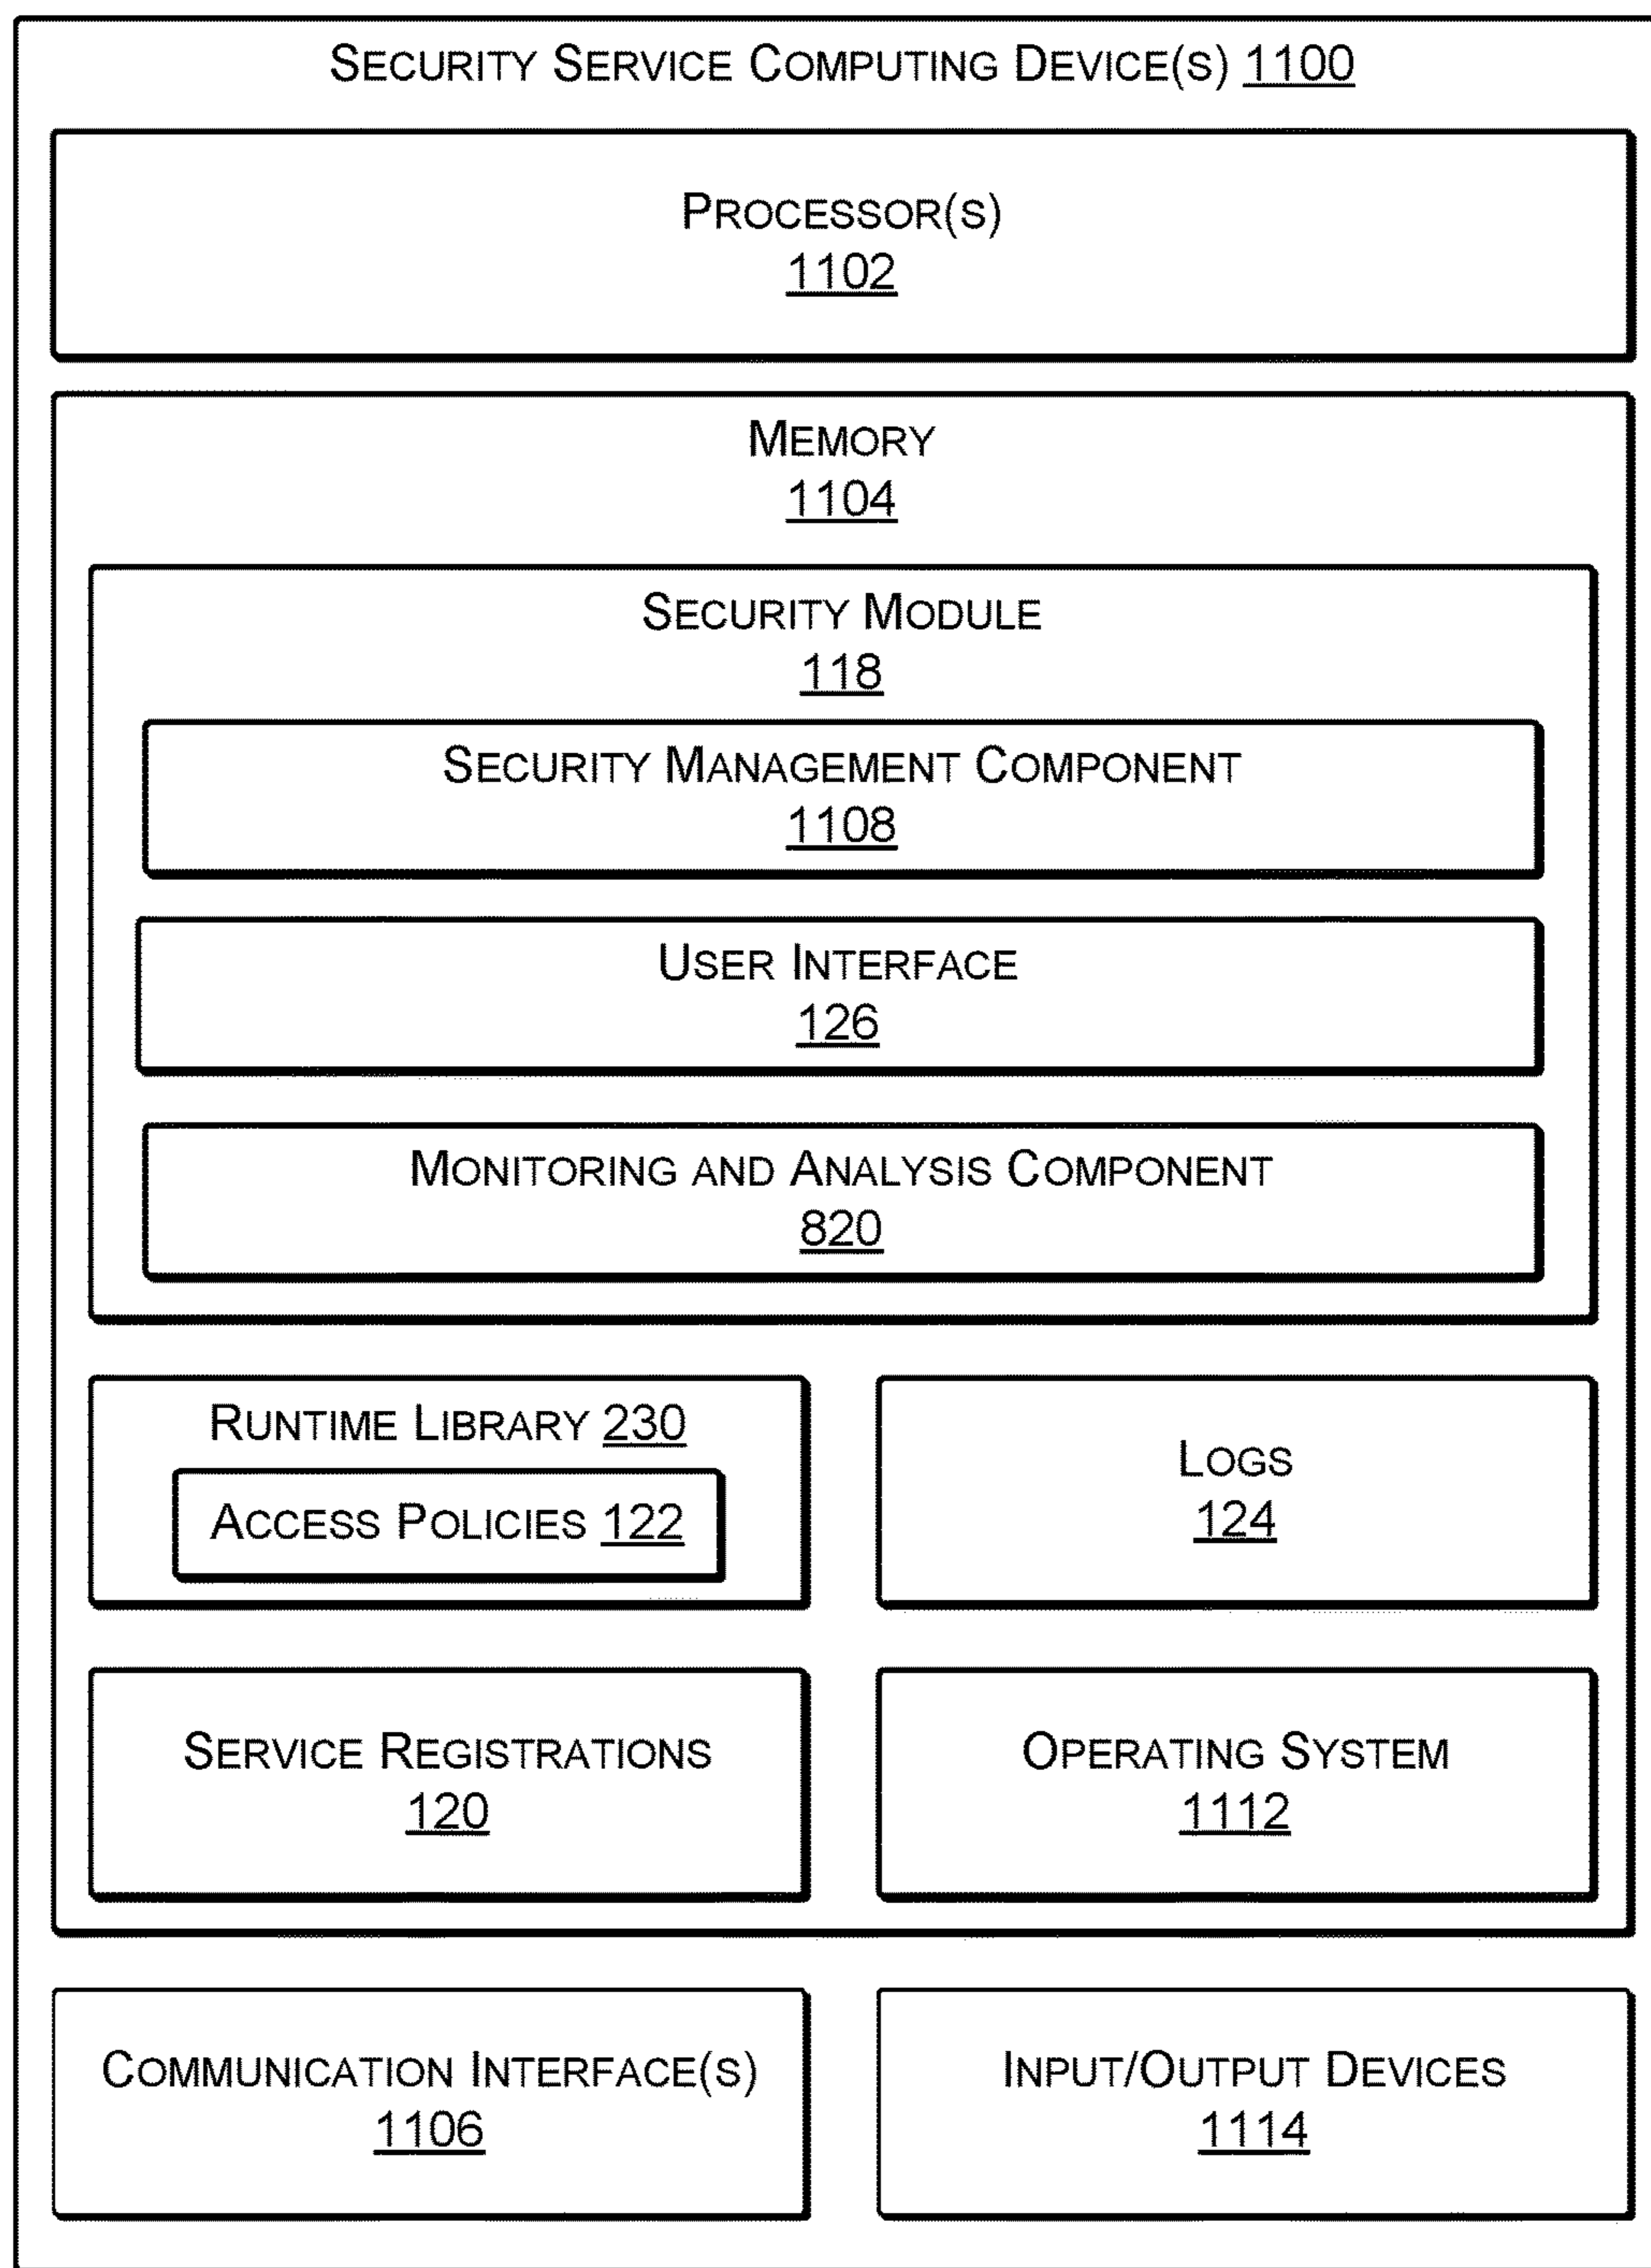 SECURITY SERVICE COMPUTING DEVICE(S) 1100
PROCESSOR(S)
1102
MEMORY
1104
SECURITY MODULE
118
SECURITY MANAGEMENT COMPONENT
1108
USER INTERFACE
126
MONITORING AND ANALYSIS COMPONENT
820
RUNTIME LIBRARY 230
ACCESS POLICIES 122
LOGS
124
SERVICE REGISTRATIONS
120
OPERATING SYSTEM
1112
COMMUNICATION INTERFACE(S)
1106
INPUT/OUTPUT DEVICES
1114